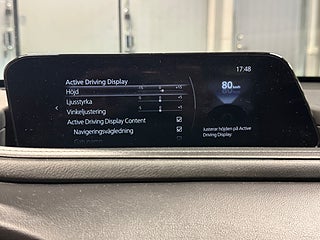 17:48
Active Driving Display
Höjd
Ljusstyrka
Vinkeljustering
Active Driving Display Content
Navigeringsvägledning
80 km/h
Justerar höjden på Active
Driving Display.